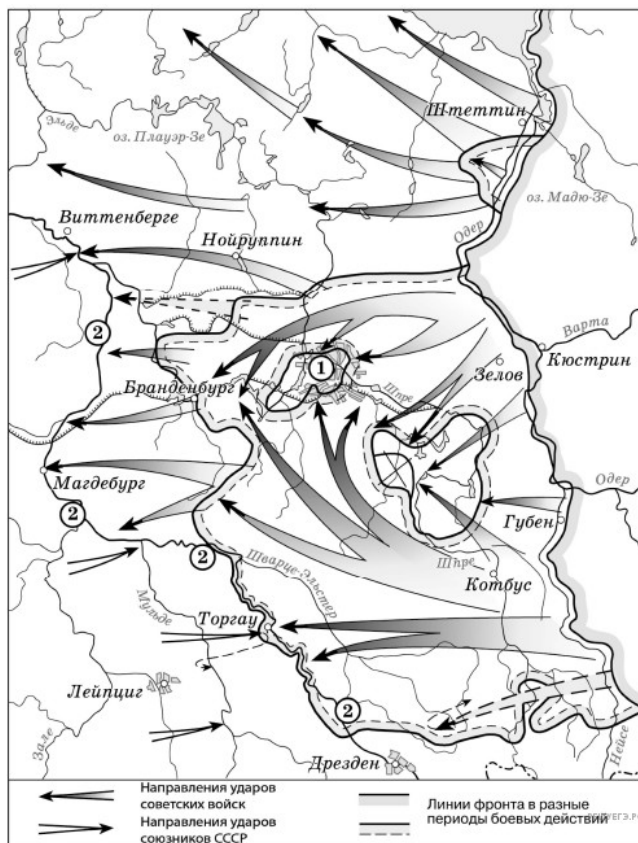 Штеттин
Эльде
оз. Плауэр-Зе
оз. Мадю-Зе
Виттенберге
Одер
Нойруппин
Варта
2
Кюстрин
1
Зелов
Шпре
Бранденбург
Магдебург
Одер
Губен
2
2
Шпре
Шварце-Эльстер
Котбус
Мульде
Торгау
Лейпциг
2
Зале
Нейсе
Дрезден
Направления ударов
советских войск
Направления ударов
союзников СССР
Линии фронта в разные
периоды боевых действий